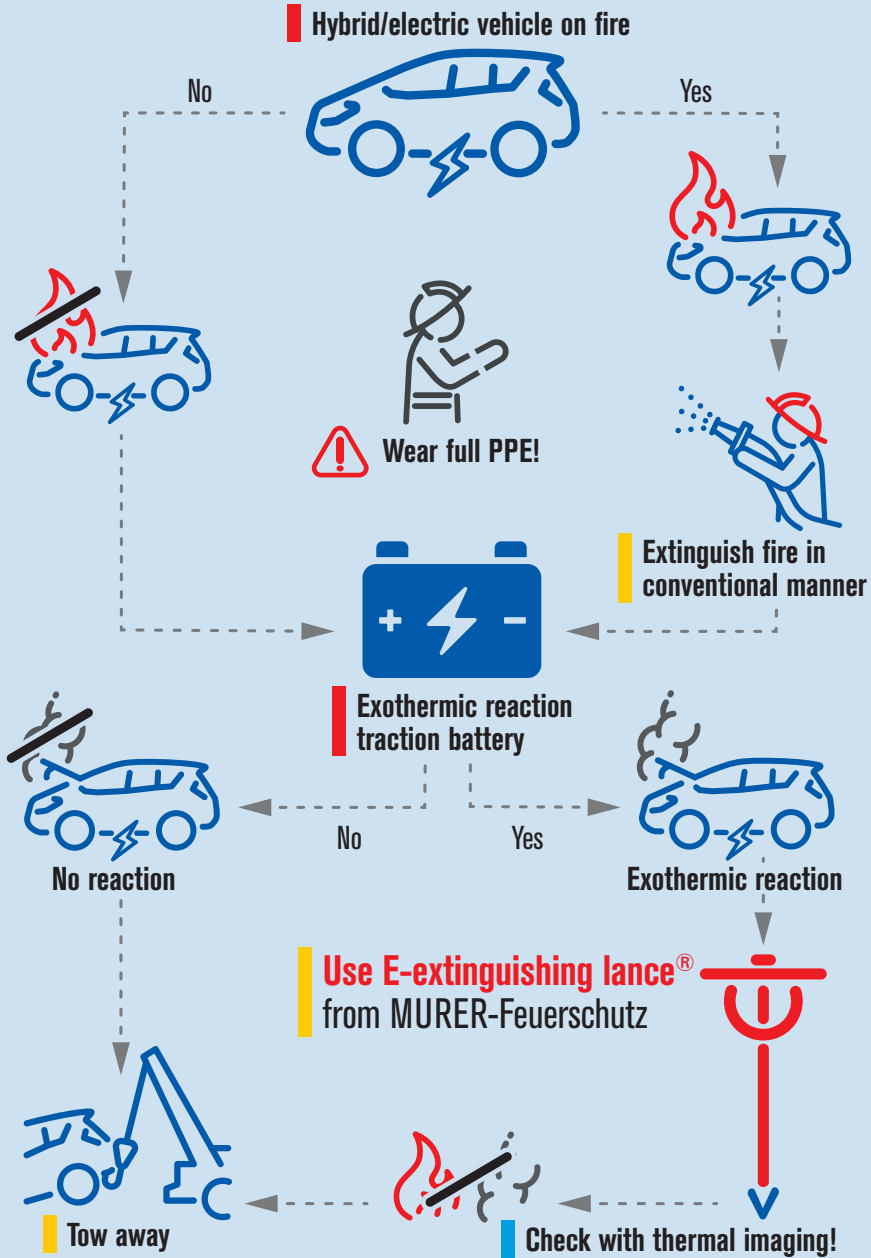 Hybrid/electric vehicle on fire
No
Yes
Wear full PPE!
Extinguish fire in
conventional manner
+
-
Exothermic reaction
traction battery
No
Yes
No reaction
Exothermic reaction
Use E-extinguishing lance®
from MURER-Feuerschutz
Tow away
Check with thermal imaging!